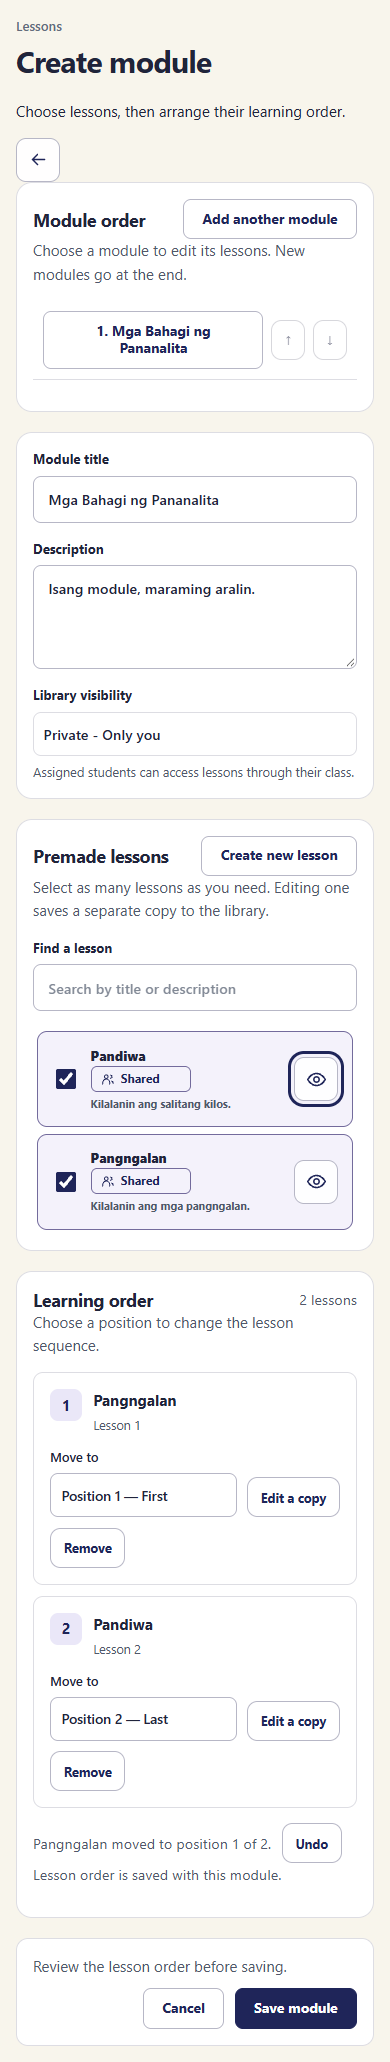 Lessons
Create module
Choose lessons, then arrange their learning order.
←
Module order
Add another module
Choose a module to edit its lessons. New
modules go at the end.
1. Mga Bahagi ng
Pananalita
↑ ↓
Module title
Mga Bahagi ng Pananalita
Description
Isang module, maraming aralin.
Library visibility
Private - Only you
Assigned students can access lessons through their class.
Premade lessons
Create new lesson
Select as many lessons as you need. Editing one
saves a separate copy to the library.
Find a lesson
Search by title or description
Pandiwa
Shared
Kilalanin ang salitang kilos.
Pangngalan
Shared
Kilalanin ang mga pangngalan.
Learning order
2 lessons
Choose a position to change the lesson
sequence.
1
Pangngalan
Lesson 1
Move to
Position 1 — First
Edit a copy
Remove
2
Pandiwa
Lesson 2
Move to
Position 2 — Last
Edit a copy
Remove
Pangngalan moved to position 1 of 2.
Undo
Lesson order is saved with this module.
Review the lesson order before saving.
Cancel
Save module